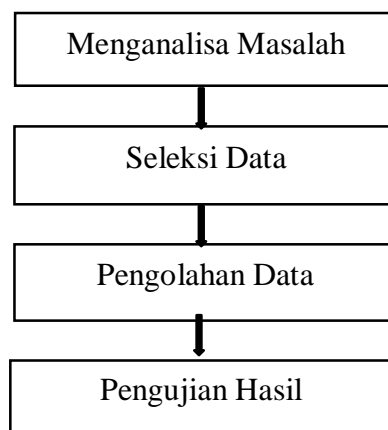 Menganalisa Masalah
Seleksi Data
Pengolahan Data
Pengujian Hasil